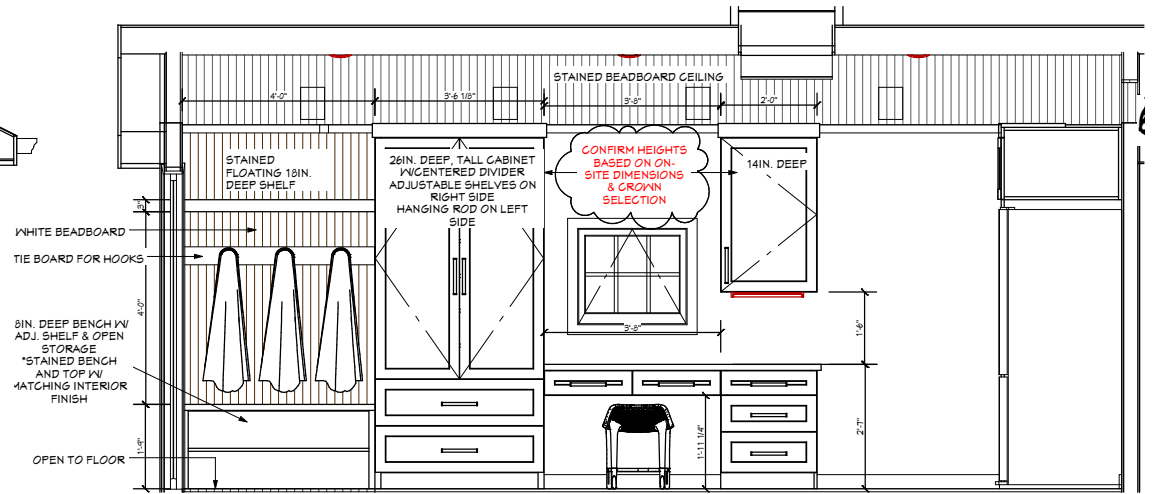 STAINED BEADBOARD CEILING
4'-0"
3'-6 1/8"
3'-8"
2'-0"
STAINED
FLOATING 18IN.
DEEP SHELF
26IN. DEEP, TALL CABINET
W/CENTERED DIVIDER
ADJUSTABLE SHELVES ON
RIGHT SIDE
HANGING ROD ON LEFT
SIDE
CONFIRM HEIGHTS
BASED ON ON-
SITE DIMENSIONS
& CROWN
SELECTION
14IN. DEEP
3"
WHITE BEADBOARD
TIE BOARD FOR HOOKS
4'-0"
8IN. DEEP BENCH W/
ADJ. SHELF & OPEN
STORAGE
*STAINED BENCH
AND TOP W/
MATCHING INTERIOR
FINISH
3'-8"
1'-6"
1'-9"
1'-11 1/4"
2'-7"
OPEN TO FLOOR